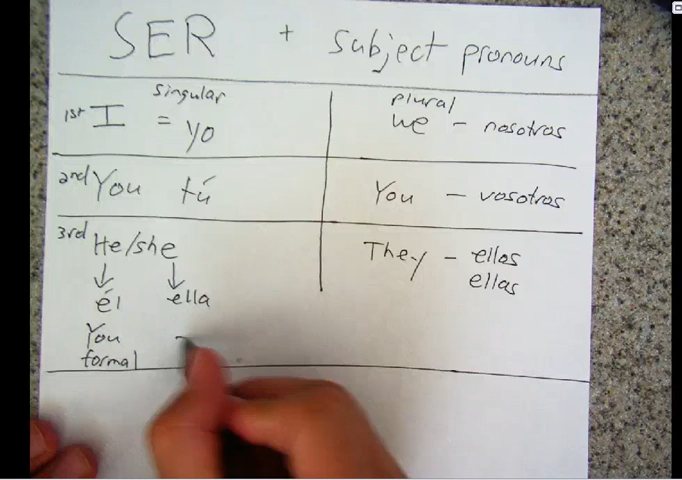 SER + Subject pronouns
singular
plural
1st I = yo
we - nosotros
2nd You tú
You - vosotros
3rd He/she
They - ellos
ellas
él ella
You
formal